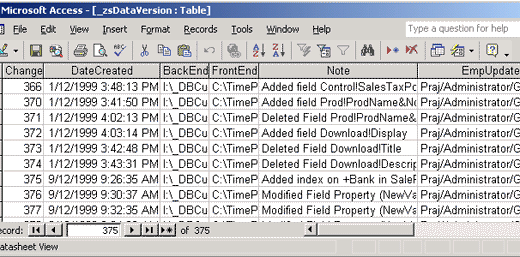 Microsoft Access - [_zsDataVersion : Table]
File Edit View Insert Format Records Tools Window Help Type a question for help
Change DateCreated BackEnd FrontEnd Note EmpUpdate
366 1/12/1999 3:48:13 PM I:\_DBCu C:\TimeP Added field Control!SalesTaxPo Praj/Administrator/G
370 1/12/1999 3:41:50 PM I:\_DBCu C:\TimeP Added field Prod!ProdName&No Praj/Administrator/G
371 1/12/1999 4:02:13 PM I:\_DBCu C:\TimeP Deleted Field Prod!ProdName& Praj/Administrator/G
372 1/12/1999 4:03:14 PM I:\_DBCu C:\TimeP Added field Download!Display Praj/Administrator/G
373 1/12/1999 3:42:48 PM I:\_DBCu C:\TimeP Deleted Field Download!Title Praj/Administrator/G
374 1/12/1999 3:43:31 PM I:\_DBCu C:\TimeP Deleted Field Download!Descrip Praj/Administrator/G
375 9/12/1999 9:26:35 AM I:\_DBCu C:\TimeP Added index on +Bank in SaleP Praj/Administrator/G
376 9/12/1999 9:30:37 AM I:\_DBCu C:\TimeP Modified Field Property (NewVa Praj/Administrator/G
377 9/12/1999 9:32:35 AM I:\_DBCu C:\TimeP Modified Field Property (NewVa Praj/Administrator/G
ecord: 375 of 375
atasheet View